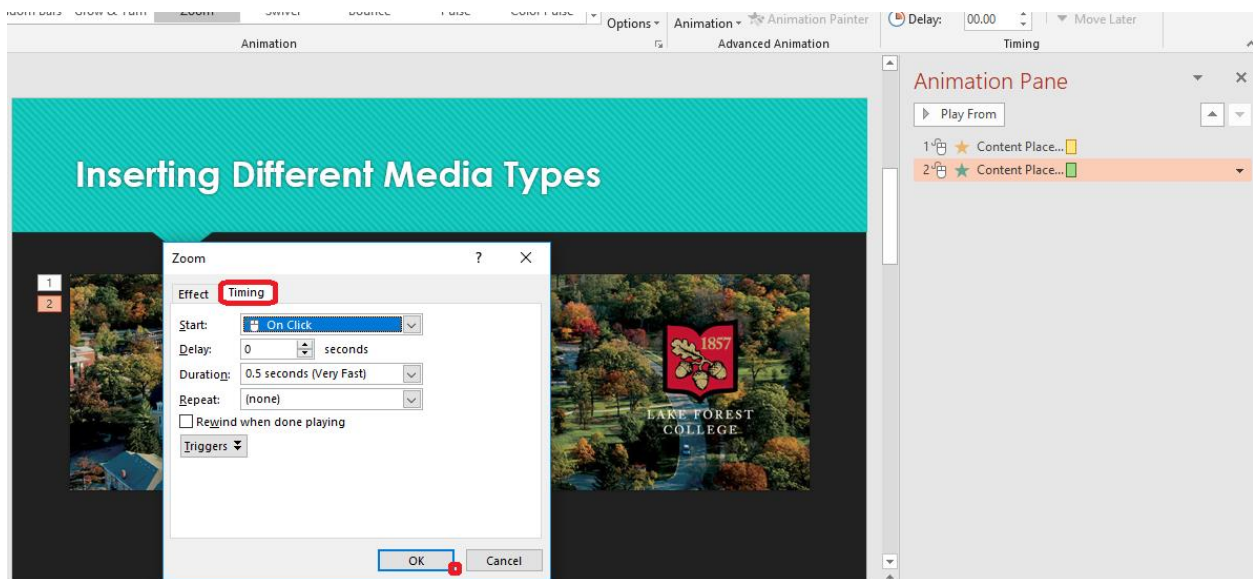 Zoom
Options
Animation
Animation Painter
Delay: 00.00
Move Later
Animation
Advanced Animation
Timing
Animation Pane
Play From
1 Content Place...
2 Content Place...
Inserting Different Media Types
1
2
Zoom ? X
Effect Timing
Start: On Click
Delay: 0 seconds
Duration: 0.5 seconds (Very Fast)
Repeat: (none)
Rewind when done playing
Triggers
OK Cancel
1857
LAKE FOREST
COLLEGE